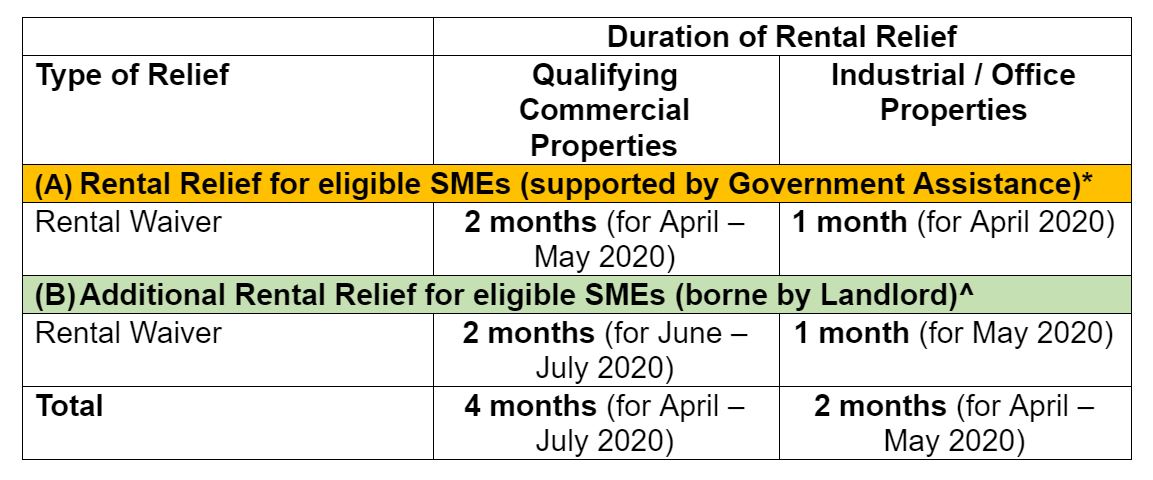 Duration of Rental Relief
Type of Relief
Qualifying
Commercial
Properties
Industrial / Office
Properties
(A) Rental Relief for eligible SMEs (supported by Government Assistance)*
Rental Waiver
2 months (for April –
May 2020)
1 month (for April 2020)
(B) Additional Rental Relief for eligible SMEs (borne by Landlord)^
Rental Waiver
2 months (for June –
July 2020)
1 month (for May 2020)
Total
4 months (for April –
July 2020)
2 months (for April –
May 2020)